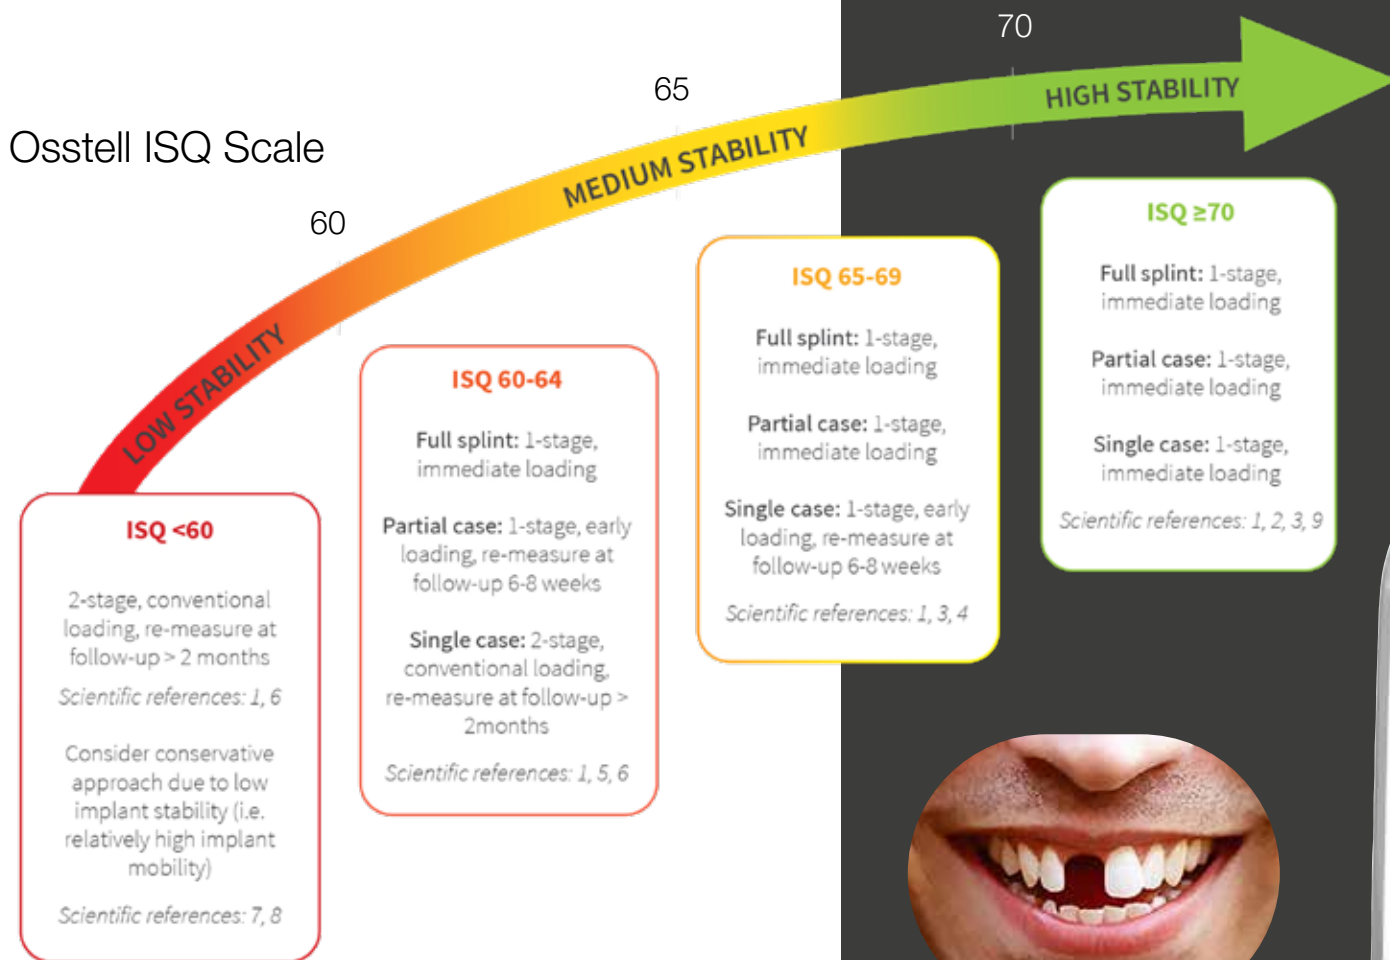 Osstell ISQ Scale
60
65
70
LOW STABILITY
MEDIUM STABILITY
HIGH STABILITY
ISQ <60
2-stage, conventional
loading, re-measure at
follow-up > 2 months
Scientific references: 1, 6
Consider conservative
approach due to low
implant stability (i.e.
relatively high implant
mobility)
Scientific references: 7, 8
ISQ 60-64
Full splint: 1-stage,
immediate loading
Partial case: 1-stage, early
loading, re-measure at
follow-up 6-8 weeks
Single case: 2-stage,
conventional loading,
re-measure at follow-up >
2months
Scientific references: 1, 5, 6
ISQ 65-69
Full splint: 1-stage,
immediate loading
Partial case: 1-stage,
immediate loading
Single case: 1-stage, early
loading, re-measure at
follow-up 6-8 weeks
Scientific references: 1, 3, 4
ISQ ≥70
Full splint: 1-stage,
immediate loading
Partial case: 1-stage,
immediate loading
Single case: 1-stage,
immediate loading
Scientific references: 1, 2, 3, 9